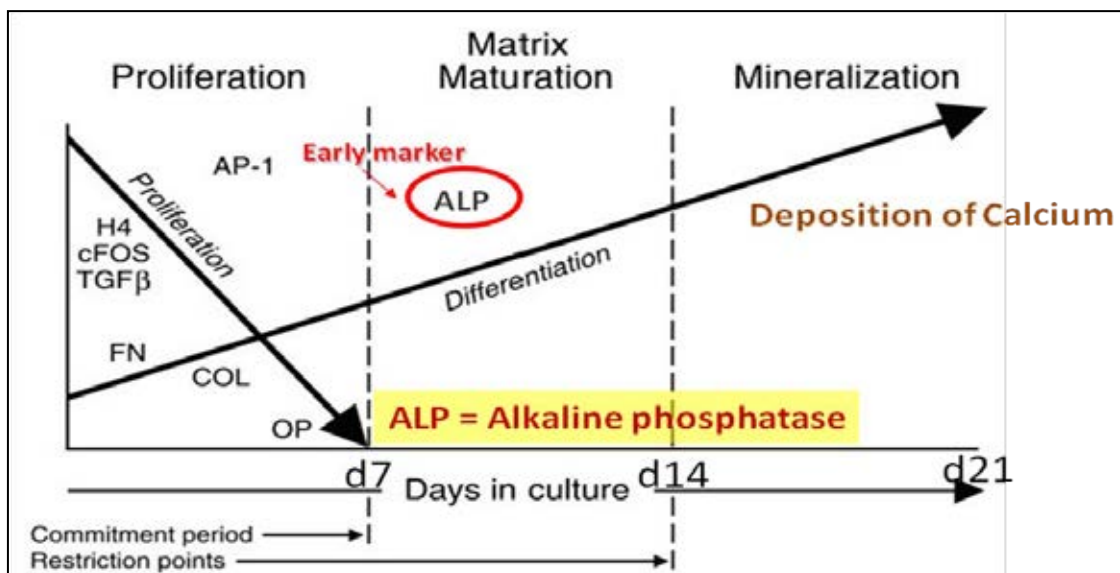 Proliferation
Matrix
Maturation
Mineralization
AP-1
Early marker
ALP
Proliferation
H4
cFOS
TGFβ
Differentiation
Deposition of Calcium
FN
COL
OP
ALP = Alkaline phosphatase
d7
d14
d21
Days in culture
Commitment period
Restriction points